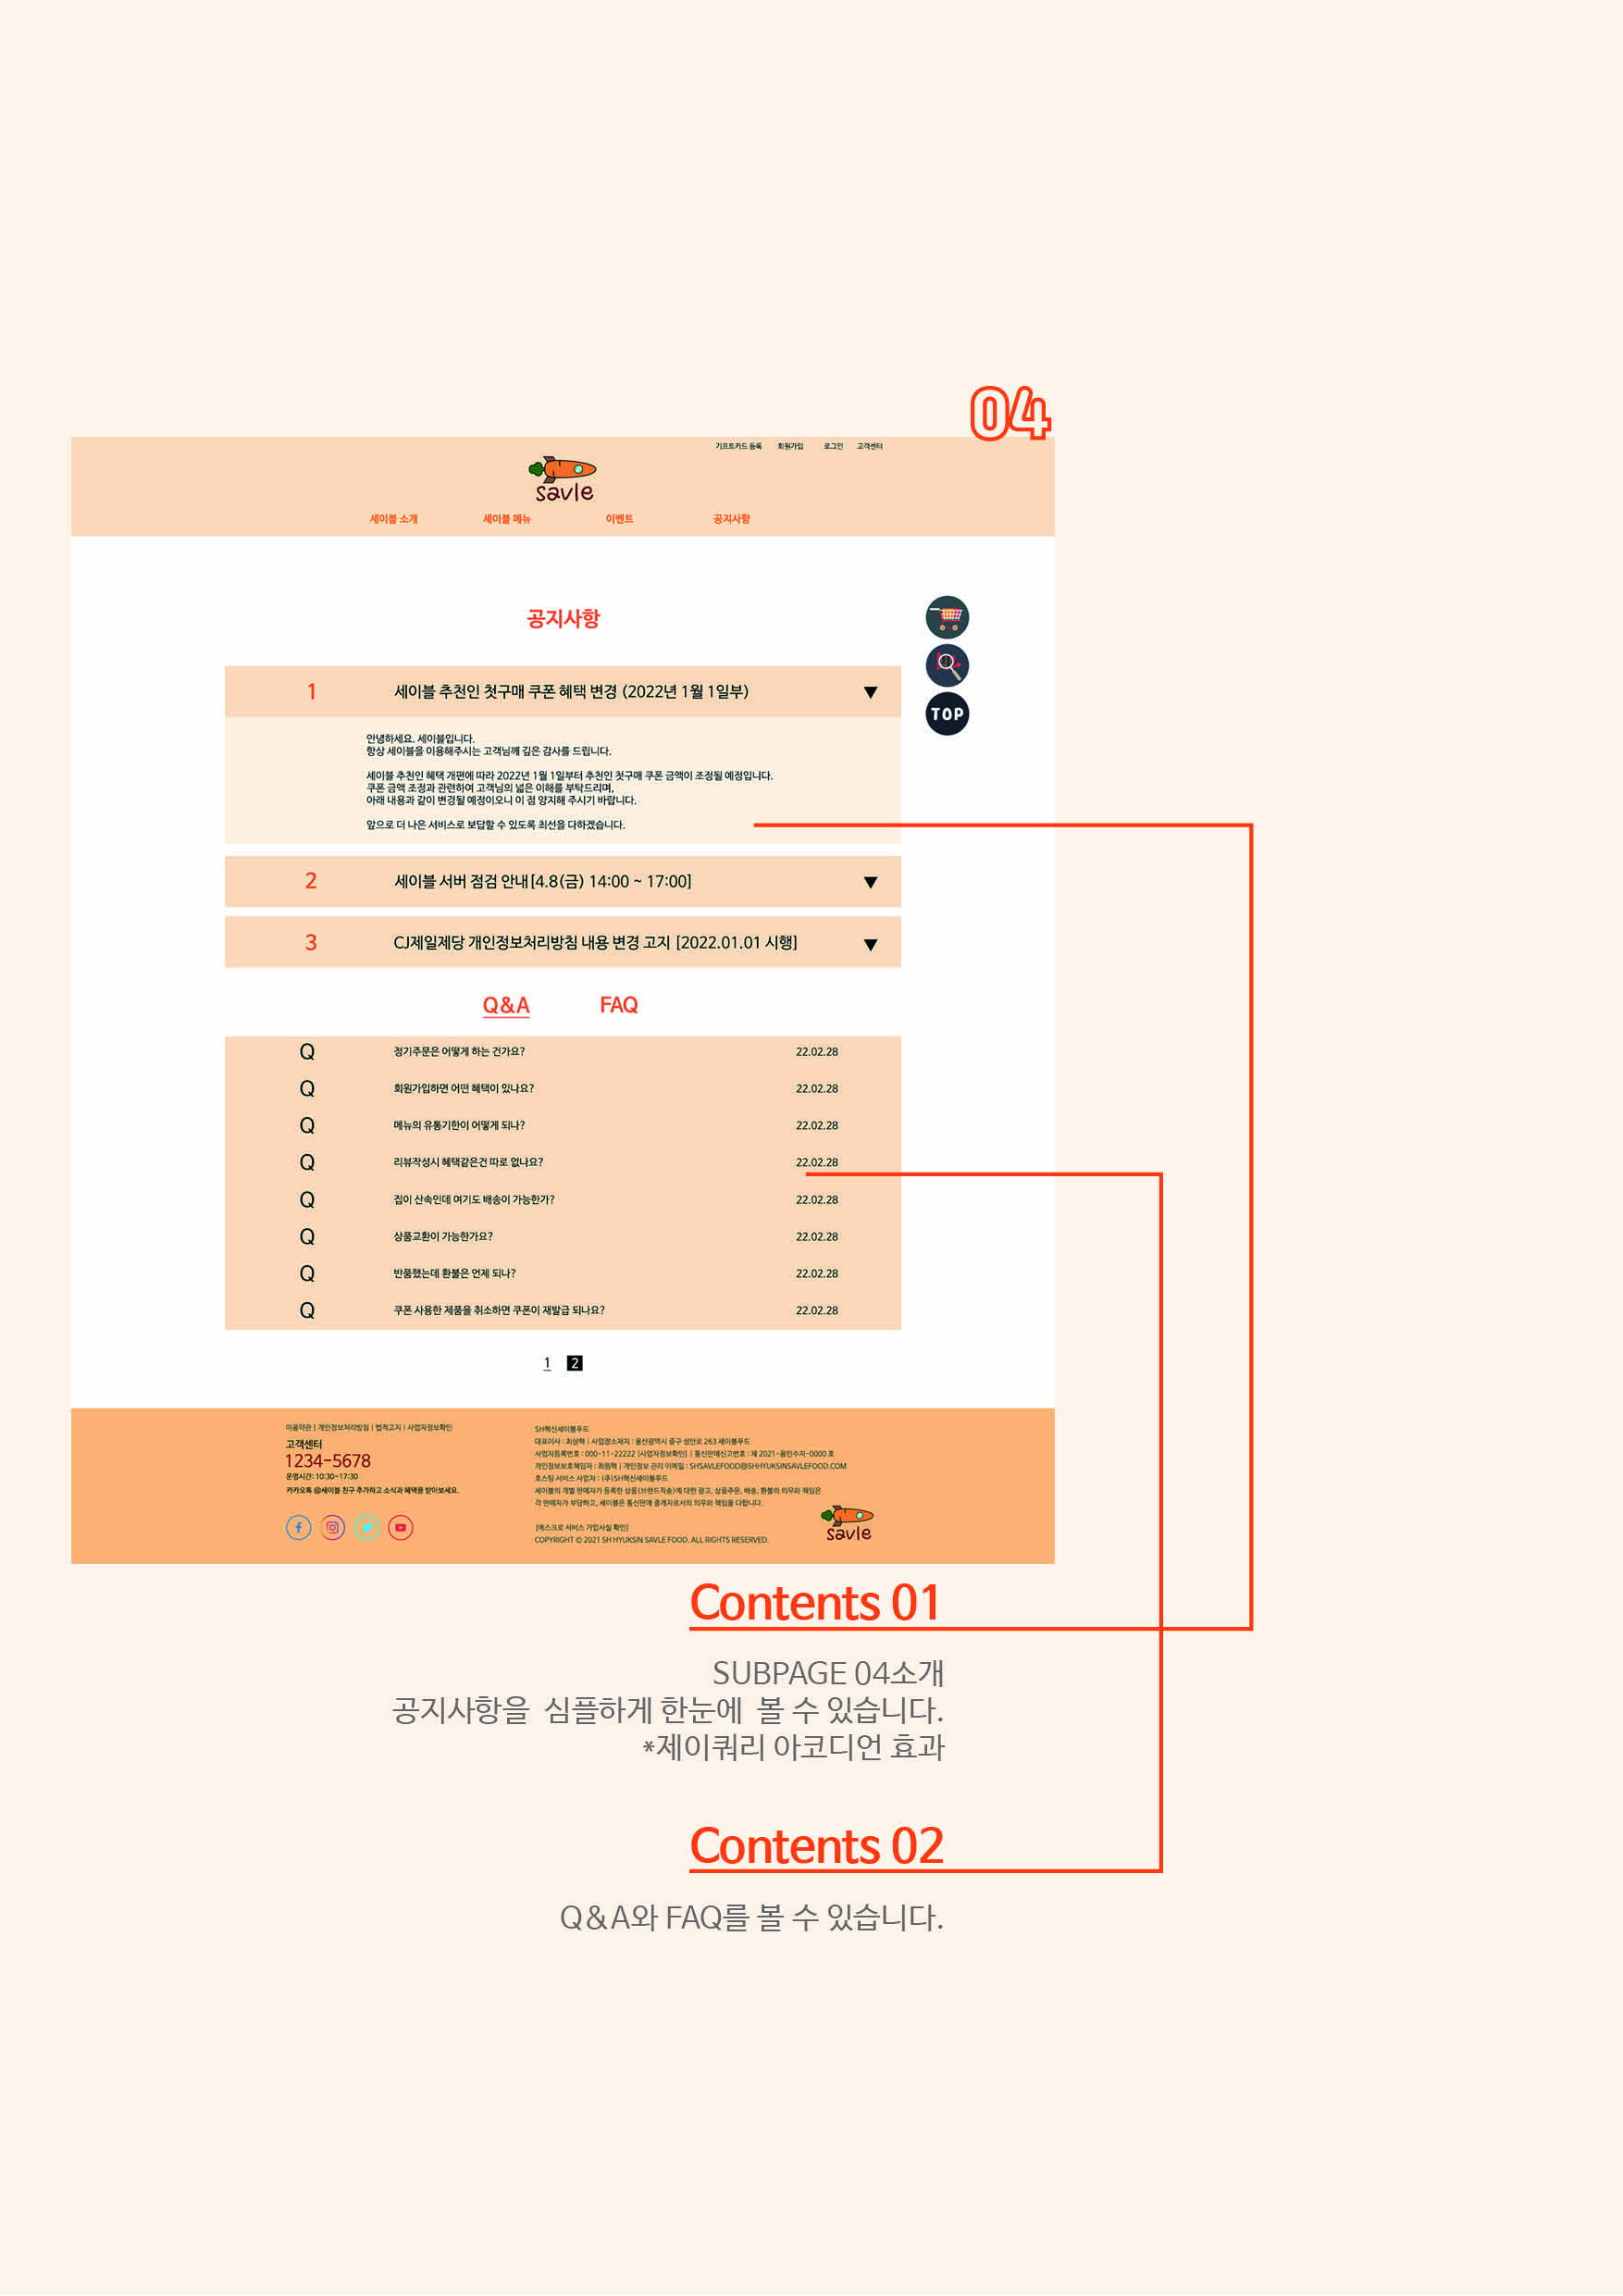 04
기프트카드 등록 회원가입 로그인 고객센터
savle
세이블 소개 세이블 메뉴 이벤트 공지사항
공지사항
TOP
1 세이블 추천인 첫구매 쿠폰 혜택 변경 (2022년 1월 1일부) ▼
안녕하세요. 세이블입니다.
항상 세이블을 이용해주시는 고객님께 깊은 감사를 드립니다.
세이블 추천인 혜택 개편에 따라 2022년 1월 1일부터 추천인 첫구매 쿠폰 금액이 조정될 예정입니다.
쿠폰 금액 조정과 관련하여 고객님의 넓은 이해를 부탁드리며,
아래 내용과 같이 변경될 예정이오니 이 점 양지해 주시기 바랍니다.
앞으로 더 나은 서비스로 보답할 수 있도록 최선을 다하겠습니다.
2 세이블 서버 점검 안내[4.8(금) 14:00 ~ 17:00] ▼
3 CJ제일제당 개인정보처리방침 내용 변경 고지 [2022.01.01 시행] ▼
Q&A FAQ
Q 정기주문은 어떻게 하는 건가요? 22.02.28
Q 회원가입하면 어떤 혜택이 있나요? 22.02.28
Q 메뉴의 유통기한이 어떻게 되나? 22.02.28
Q 리뷰작성시 혜택같은건 따로 없나요? 22.02.28
Q 집이 산속인데 여기도 배송이 가능한가? 22.02.28
Q 상품교환이 가능한가요? 22.02.28
Q 반품했는데 환불은 언제 되나? 22.02.28
Q 쿠폰 사용한 제품을 취소하면 쿠폰이 재발급 되나요? 22.02.28
1 2
이용약관 | 개인정보처리방침 | 법적고지 | 사업자정보확인
고객센터
1234-5678
운영시간: 10:30-17:30
카카오톡 @세이블 친구 추가하고 소식과 혜택을 받아보세요.
SH혁신세이블푸드
대표이사 : 최상혁 | 사업장소재지 : 울산광역시 중구 성안로 263 세이블푸드
사업자등록번호 : 000-11-22222 [사업자정보확인] | 통신판매신고번호 : 제 2021-용인수지-0000 호
개인정보보호책임자 : 최원혁 | 개인정보 관리 이메일 : SHSAVLEFOOD@SHHYUKSINSAVLEFOOD.COM
호스팅 서비스 사업자 : (주)SH혁신세이블푸드
세이블의 개별 판매자가 등록한 상품(브랜드직송)에 대한 광고, 상품주문, 배송, 환불의 의무와 책임은
각 판매자가 부담하고, 세이블은 통신판매 중개자로서의 의무와 책임을 다합니다.
[에스크로 서비스 가입사실 확인]
COPYRIGHT © 2021 SH HYUKSIN SAVLE FOOD. ALL RIGHTS RESERVED.
savle
Contents 01
SUBPAGE 04소개
공지사항을 심플하게 한눈에 볼 수 있습니다.
*제이쿼리 아코디언 효과
Contents 02
Q&A와 FAQ를 볼 수 있습니다.